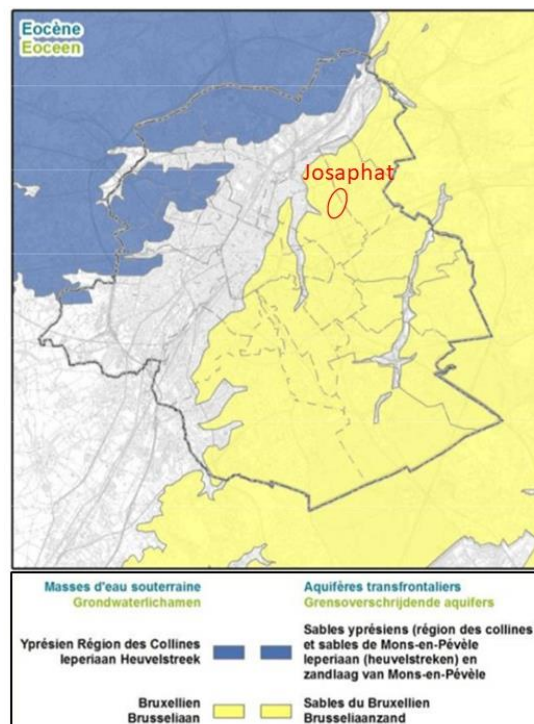 Eocène
Eoceen
Josaphat
Masses d'eau souterraine
Grondwaterlichamen
Aquifères transfrontaliers
Grensoverschrijdende aquifers
Yprésien Région des Collines
Ieperiaan Heuvelstreek
Sables yprésiens (région des collines
et sables de Mons-en-Pévèle
Ieperiaan (heuvelstreken) en
zandlaag van Mons-en-Pévèle
Bruxellien
Brusseliaan
Sables du Bruxellien
Brusseliaanzand